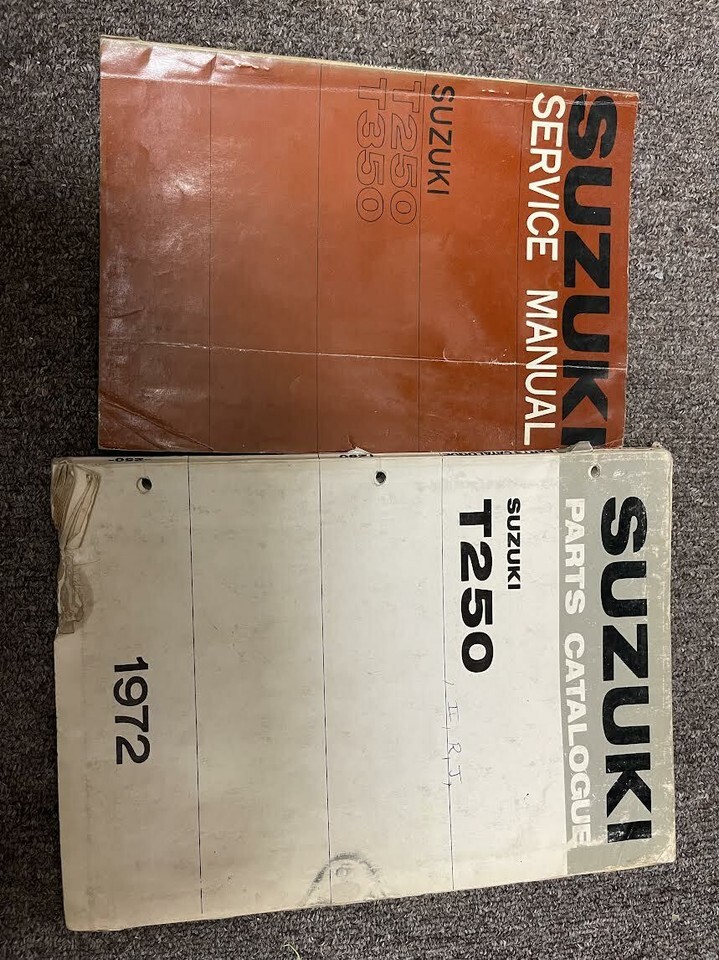 SUZUKI
SERVICE MANUAL
SUZUKI
T250
T350
SUZUKI
PARTS CATALOGUE
SUZUKI
T250
1972